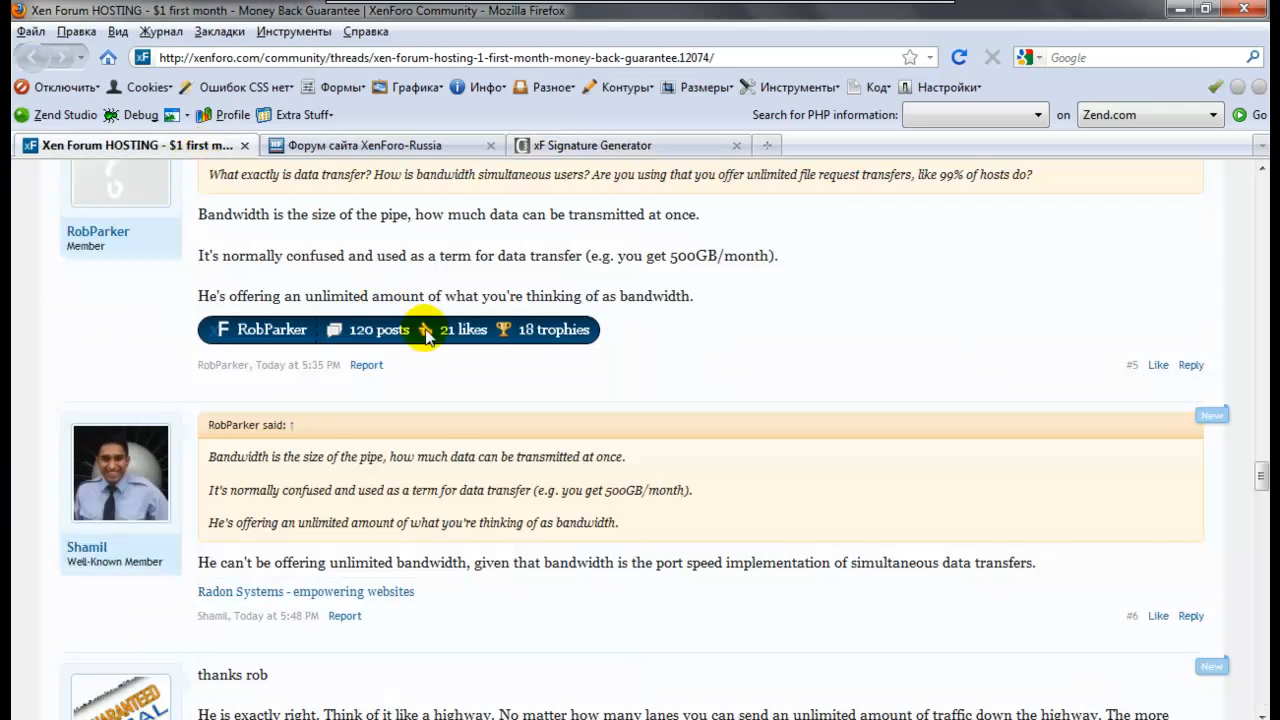 Xen Forum HOSTING - $1 first month - Money Back Guarantee | XenForo Community - Mozilla Firefox
Файл Правка Вид Журнал Закладки Инструменты Справка
http://xenforo.com/community/threads/xen-forum-hosting-1-first-month-money-back-guarantee.12074/ Google
Отключить Cookies Ошибок CSS нет Формы Графика Инфо Разное Контуры Размеры Инструменты Код Настройки
Zend Studio Debug Profile Extra Stuff Search for PHP information: on Zend.com Go
Xen Forum HOSTING - $1 first m... Форум сайта XenForo-Russia xF Signature Generator
What exactly is data transfer? How is bandwidth simultaneous users? Are you using that you offer unlimited file request transfers, like 99% of hosts do?
RobParker
Member
Bandwidth is the size of the pipe, how much data can be transmitted at once.
It's normally confused and used as a term for data transfer (e.g. you get 500GB/month).
He's offering an unlimited amount of what you're thinking of as bandwidth.
xF RobParker 120 posts 21 likes 18 trophies
RobParker, Today at 5:35 PM Report #5 Like Reply
New
RobParker said: ↑
Bandwidth is the size of the pipe, how much data can be transmitted at once.
It's normally confused and used as a term for data transfer (e.g. you get 500GB/month).
He's offering an unlimited amount of what you're thinking of as bandwidth.
Shamil
Well-Known Member
He can't be offering unlimited bandwidth, given that bandwidth is the port speed implementation of simultaneous data transfers.
Radon Systems - empowering websites
Shamil, Today at 5:48 PM Report #6 Like Reply
New
thanks rob
He is exactly right. Think of it like a highway. No matter how many lanes you can send an unlimited amount of traffic down the highway. The more